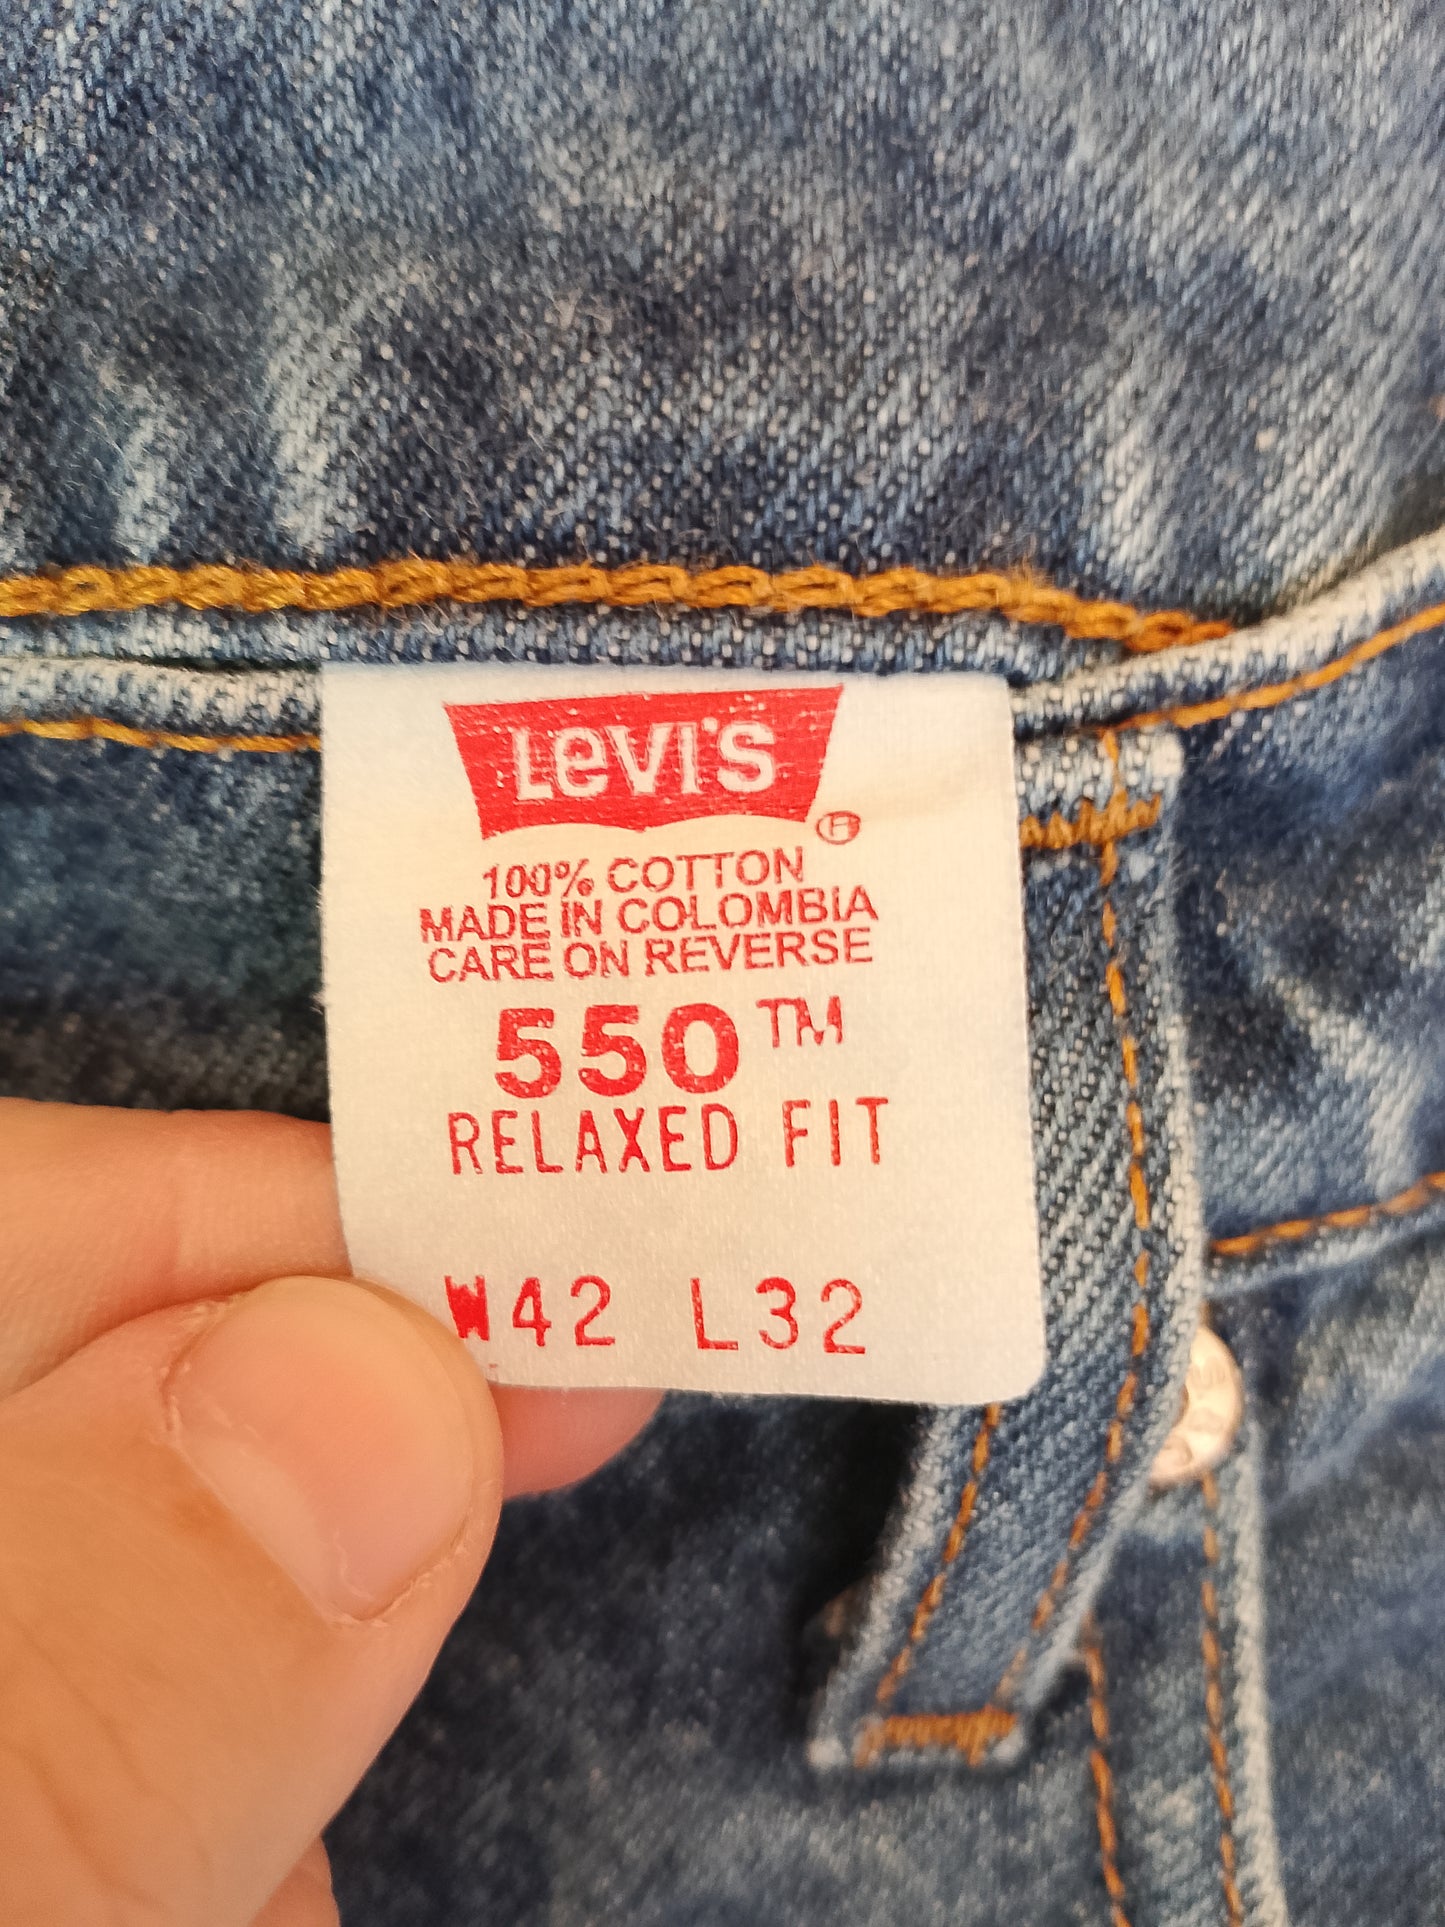 LEVI'S
®
100% COTTON
MADE IN COLOMBIA
CARE ON REVERSE
550™
RELAXED FIT
W42 L32